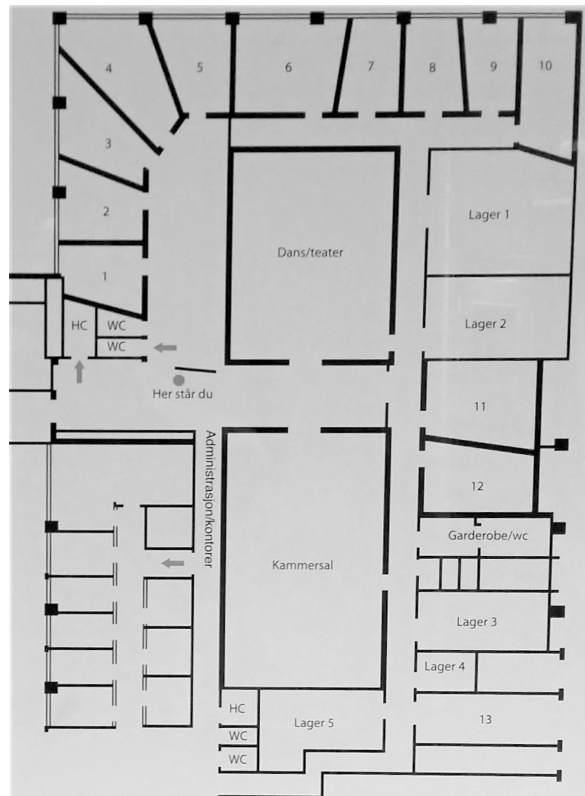 4
5
6
7
8
9
10
3
2
1
Lager 1
Dans/teater
Lager 2
HC
WC
WC
Her står du
11
12
Administrasjon/kontorer
Garderobe/wc
Kammersal
Lager 3
Lager 4
HC
Lager 5
WC
WC
13